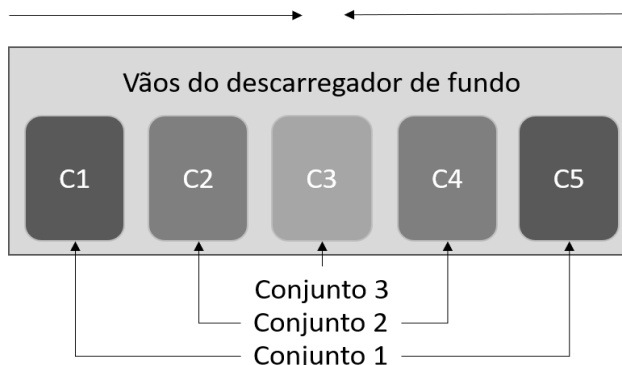 Vãos do descarregador de fundo
C1 C2 C3 C4 C5
Conjunto 3
Conjunto 2
Conjunto 1